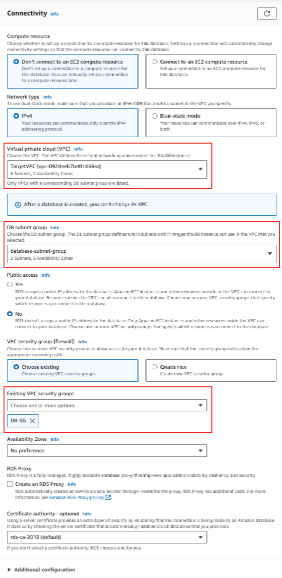 Connectivity Info
Compute resource
Choose whether to set up a connection to a compute resource for this database. Setting up a connection will automatically change
connectivity settings so that the compute resource can connect to this database.
Don't connect to an EC2 compute resource
Don't set up a connection to a compute resource for
this database. You can manually set up a connection
to a compute resource later.
Connect to an EC2 compute resource
Set up a connection to an EC2 compute resource for
this database.
Network type Info
To use dual-stock mode, make sure that you associate an IPv6 CIDR block with a subnet in the VPC you specify.
IPv4
Your resources can communicate only over the IPv4
addressing protocol.
Dual-stack mode
Your resources can communicate over IPv4, IPv6, or
both.
Virtual private cloud (VPC) Info
Choose the VPC. The VPC defines the virtual networking environment for this DB instance.
TargetVPC
6 Subnets, 2 Availability Zones
Only VPCs with a corresponding DB subnet group are listed.
After a database is created, you can't change its VPC.
DB subnet group Info
Choose the DB subnet group. The DB subnet group defines which subnets and IP ranges the DB instance can use in the VPC that you
selected.
database-subnet-group
2 Subnets, 2 Availability Zones
Public access Info
Yes
RDS assigns a public IP address to the database. Amazon EC2 instances and other resources outside of the VPC can connect to
your database. Resources inside the VPC can also connect to the database. Choose one or more VPC security groups that specify
which resources can connect to the database.
No
RDS doesn't assign a public IP address to the database. Only Amazon EC2 instances and other resources inside the VPC can
connect to your database. Choose one or more VPC security groups that specify which resources can connect to the database.
VPC security group (firewall) Info
Choose one or more VPC security groups to allow access to your database. Make sure that the security group rules allow the
appropriate incoming traffic.
Choose existing
Choose existing VPC security groups
Create new
Create new VPC security group
Existing VPC security groups
Choose one or more options
DB-SG
Availability Zone Info
No preference
RDS Proxy
RDS Proxy is a fully managed, highly available database proxy that improves application scalability, resiliency, and security.
Create an RDS Proxy Info
RDS automatically creates an IAM role and a Secrets Manager secret for the proxy. RDS Proxy has additional costs. For more
information, see Amazon RDS Proxy pricing
Certificate authority - optional Info
Using a server certificate provides an extra layer of security by validating that the connection is being made to an Amazon database.
It does so by checking the server certificate that is automatically installed on all databases that you provision.
rds-ca-2019 (default)
If you don't select a certificate authority, RDS chooses one for you.
Additional configuration